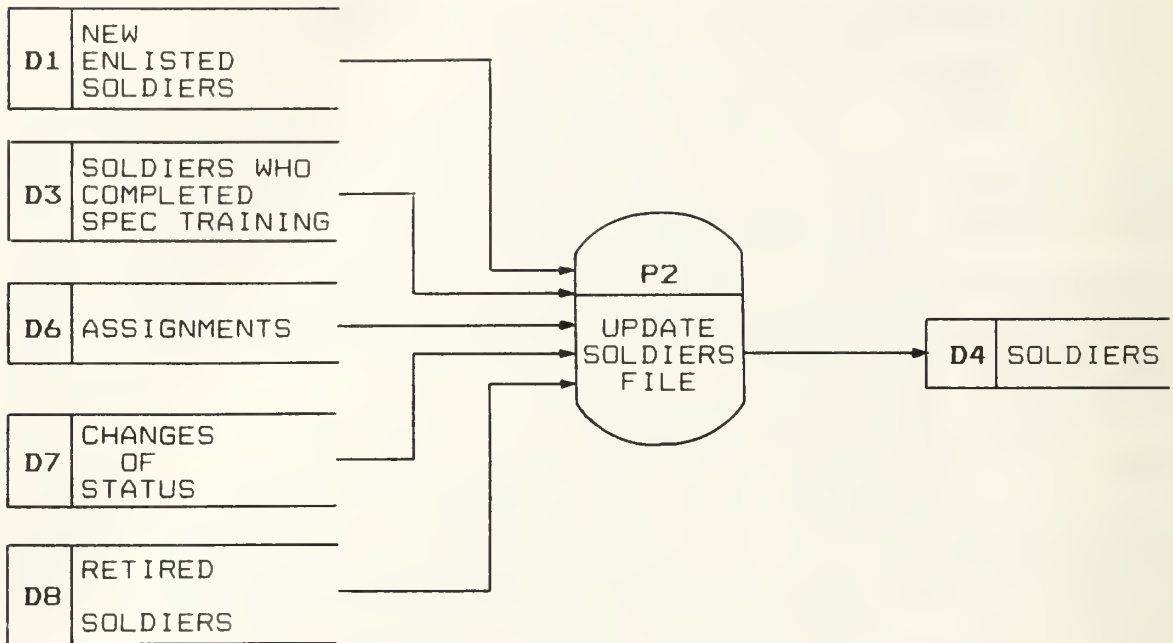 D1
NEW
ENLISTED
SOLDIERS
D3
SOLDIERS WHO
COMPLETED
SPEC TRAINING
D6
ASSIGNMENTS
D7
CHANGES
OF
STATUS
D8
RETIRED
SOLDIERS
P2
UPDATE
SOLDIERS
FILE
D4
SOLDIERS